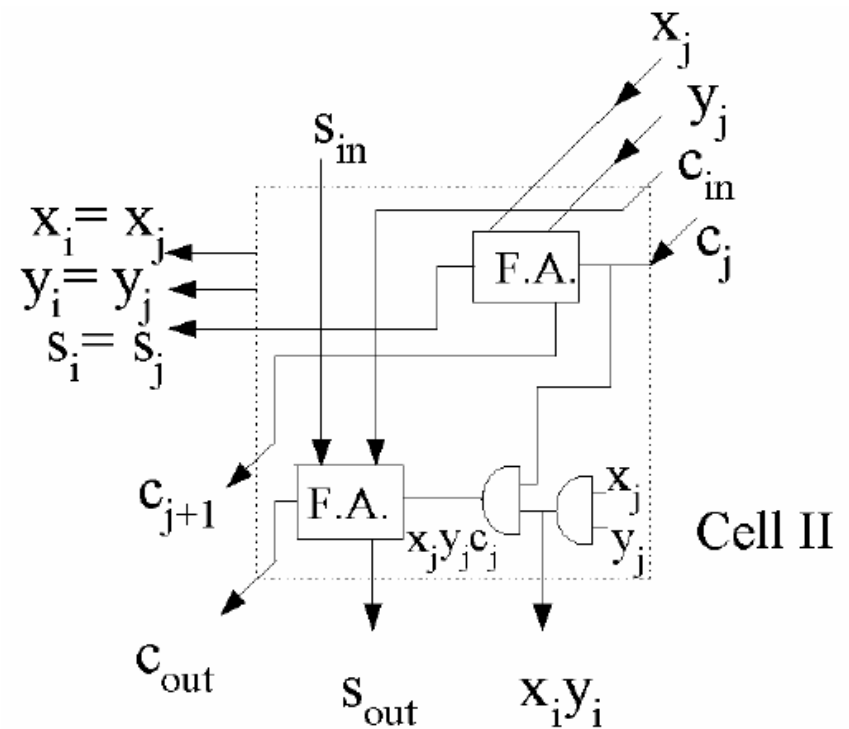 x_j
y_j
s_in
c_in
c_j
x_i= x_j
y_i= y_j
s_i= s_j
F.A.
c_j+1
F.A.
x_j y_j c_j
x_j
y_j
Cell II
c_out
s_out
x_i y_i